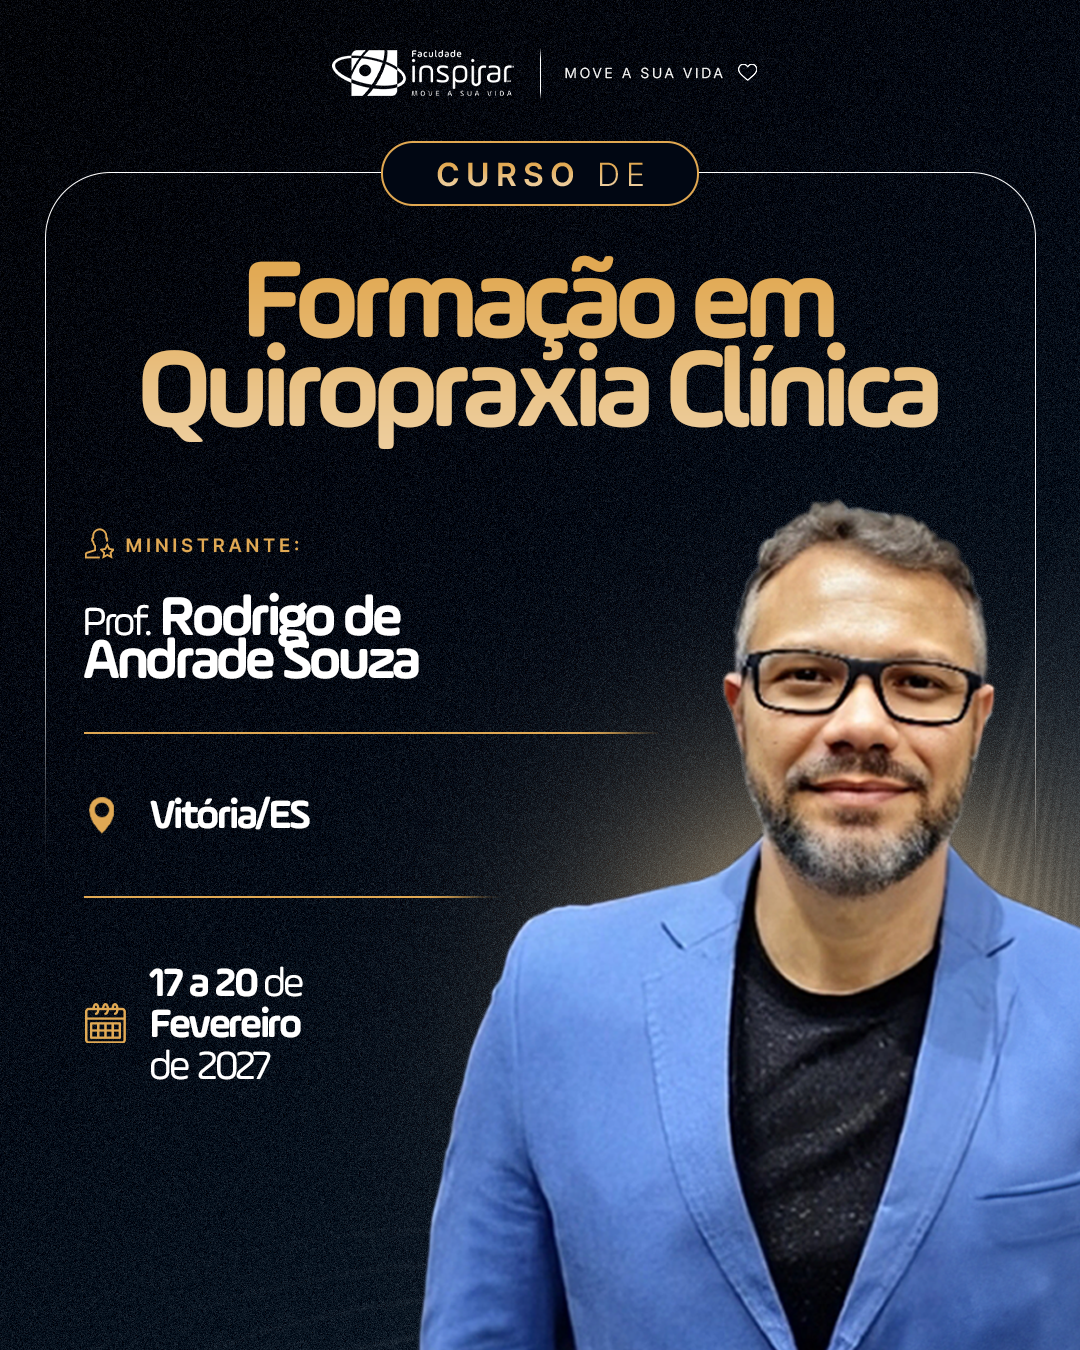 Faculdade
inspirar
MOVE A SUA VIDA
MOVE A SUA VIDA
CURSO DE
Formação em
Quiropraxia Clínica
MINISTRANTE:
Prof. Rodrigo de
Andrade Souza
Vitória/ES
17 a 20 de
Fevereiro
de 2027